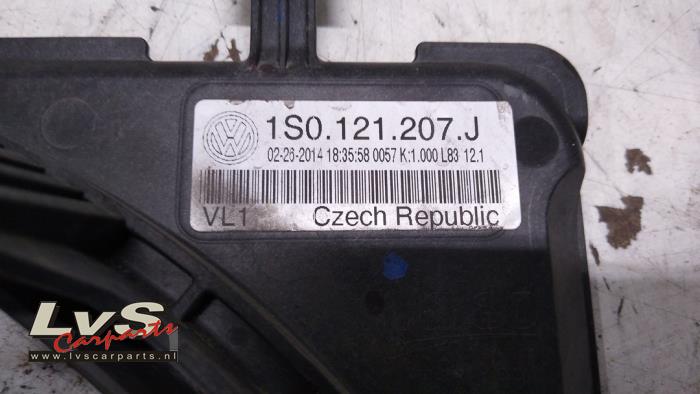 1S0.121.207.J
02-26-2014 18:35:58 0057 K:1.000 L83 12.1
VL1 Czech Republic
LvS
Carparts
www.lvscarparts.nl